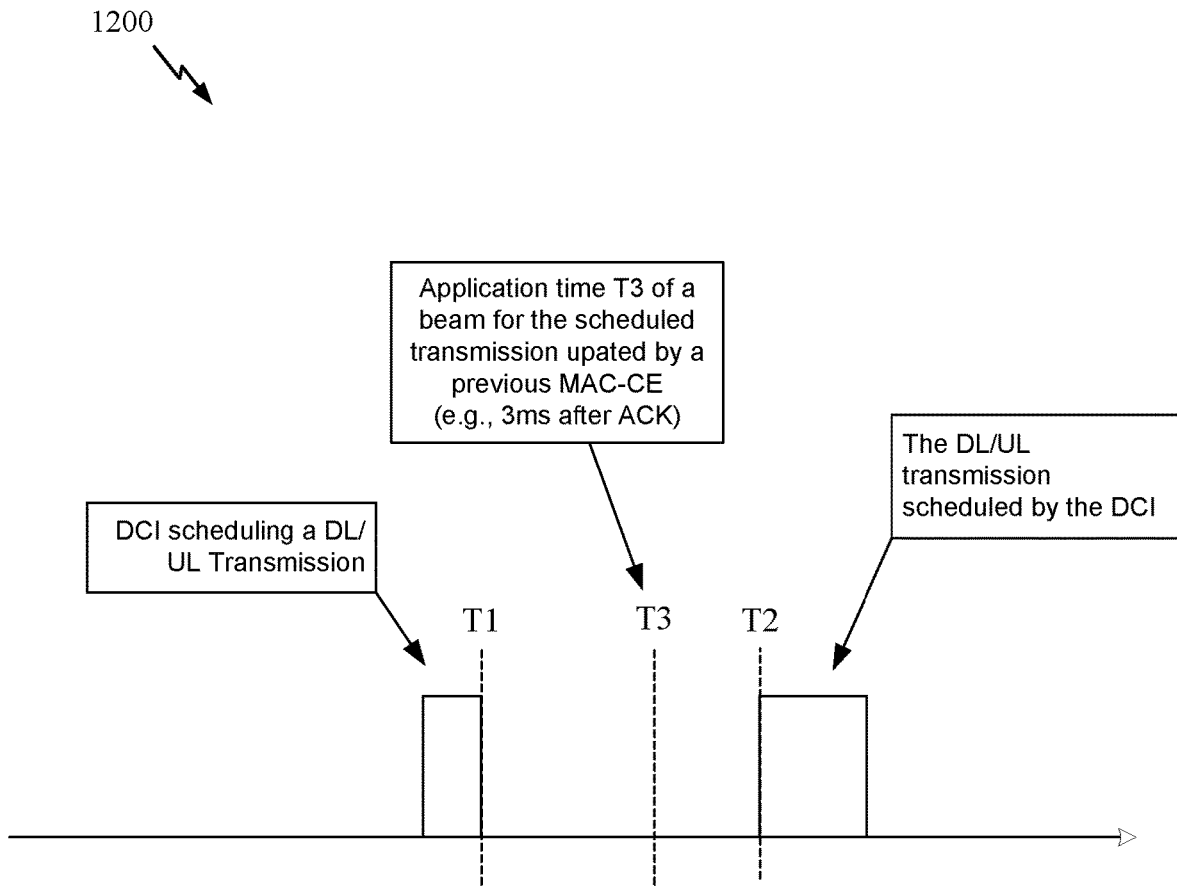 1200
Application time T3 of a
beam for the scheduled
transmission upated by a
previous MAC-CE
(e.g., 3ms after ACK)
The DL/UL
transmission
scheduled by the DCI
DCI scheduling a DL/
UL Transmission
T1
T3
T2